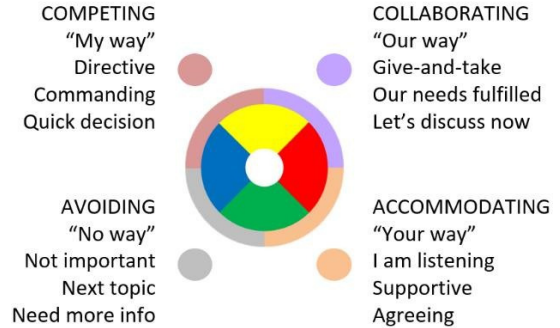 COMPETING
“My way”
Directive
Commanding
Quick decision
COLLABORATING
“Our way”
Give-and-take
Our needs fulfilled
Let’s discuss now
AVOIDING
“No way”
Not important
Next topic
Need more info
ACCOMMODATING
“Your way”
I am listening
Supportive
Agreeing